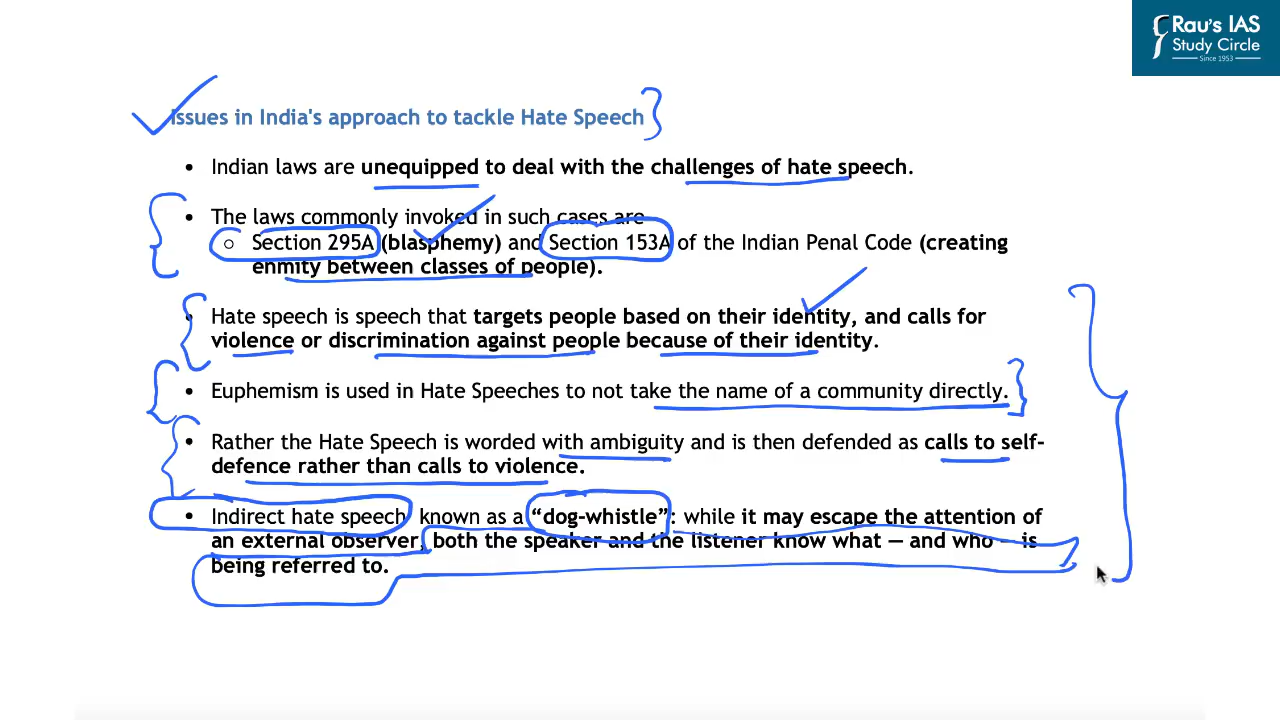 Rau's IAS
Study Circle
Since 1953
Issues in India's approach to tackle Hate Speech
• Indian laws are unequipped to deal with the challenges of hate speech.
• The laws commonly invoked in such cases are
○ Section 295A (blasphemy) and Section 153A of the Indian Penal Code (creating
enmity between classes of people).
• Hate speech is speech that targets people based on their identity, and calls for
violence or discrimination against people because of their identity.
• Euphemism is used in Hate Speeches to not take the name of a community directly.
• Rather the Hate Speech is worded with ambiguity and is then defended as calls to self-
defence rather than calls to violence.
• Indirect hate speech known as a “dog-whistle”: while it may escape the attention of
an external observer, both the speaker and the listener know what — and who — is
being referred to.